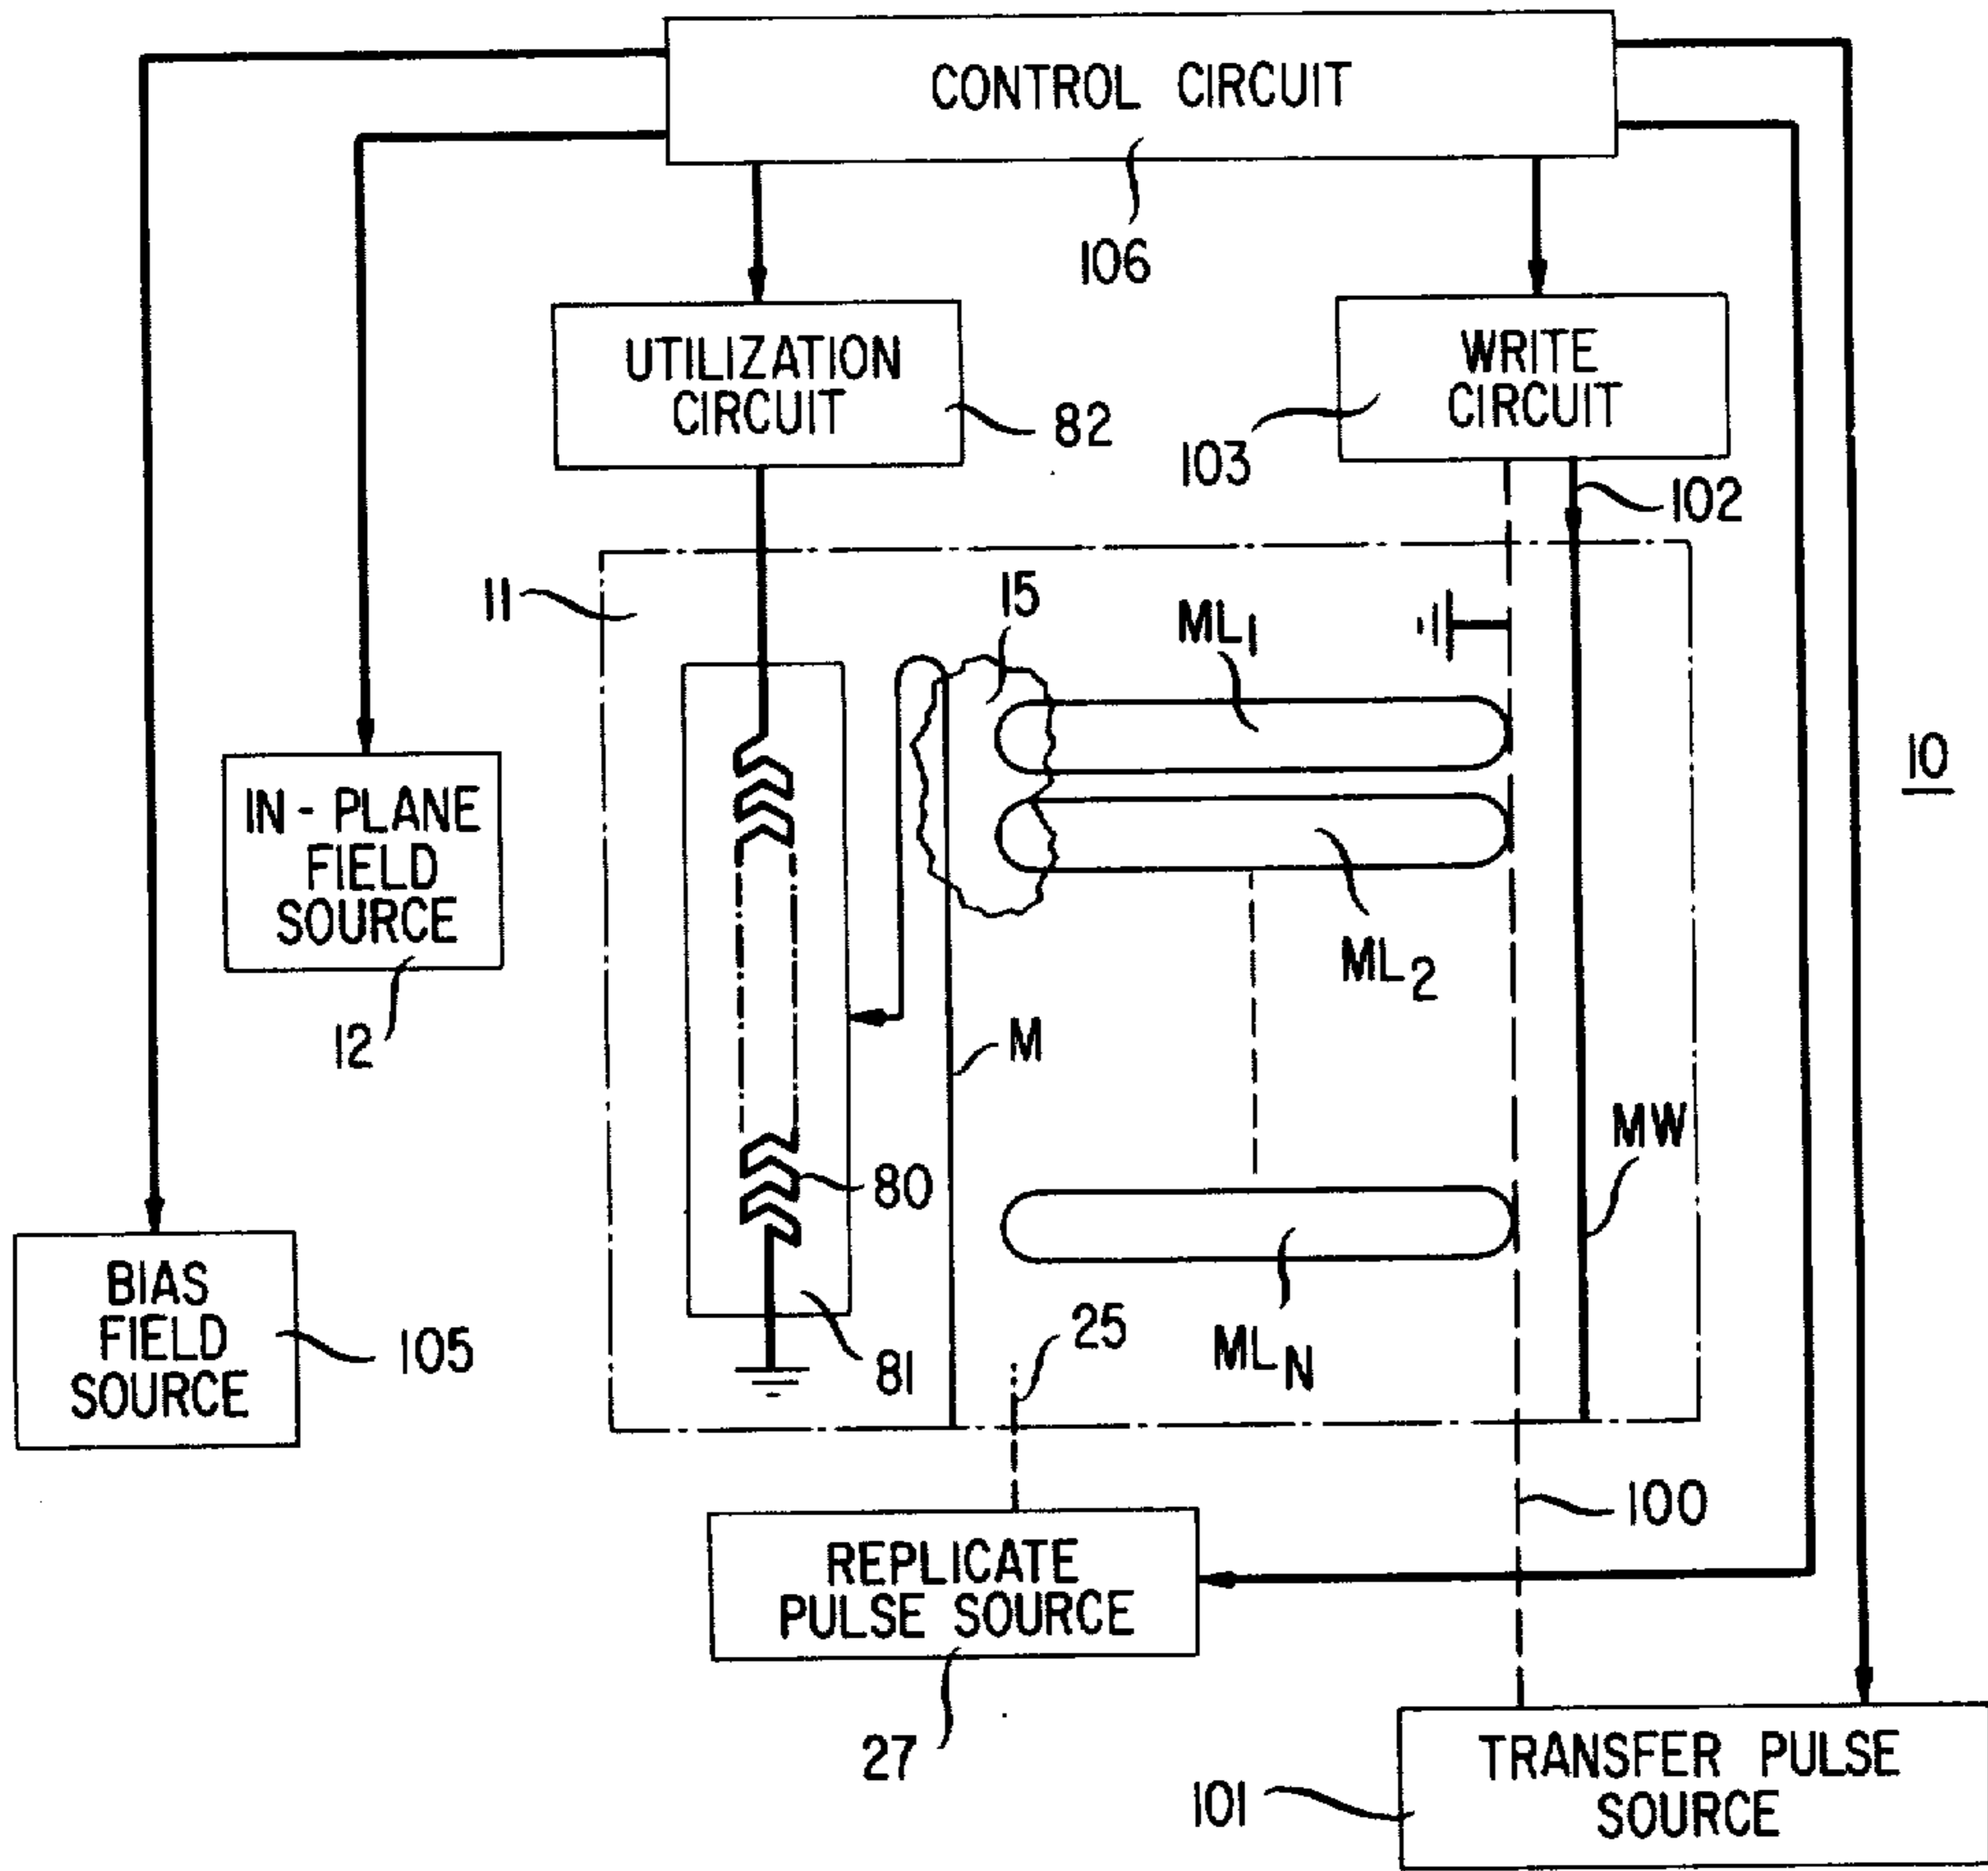 CONTROL CIRCUIT
106
UTILIZATION
CIRCUIT
82
WRITE
CIRCUIT
103
102
11
15
ML1
10
IN-PLANE
FIELD
SOURCE
12
ML2
M
MW
80
BIAS
FIELD
SOURCE
105
81
25
MLN
100
REPLICATE
PULSE SOURCE
27
TRANSFER PULSE
SOURCE
101